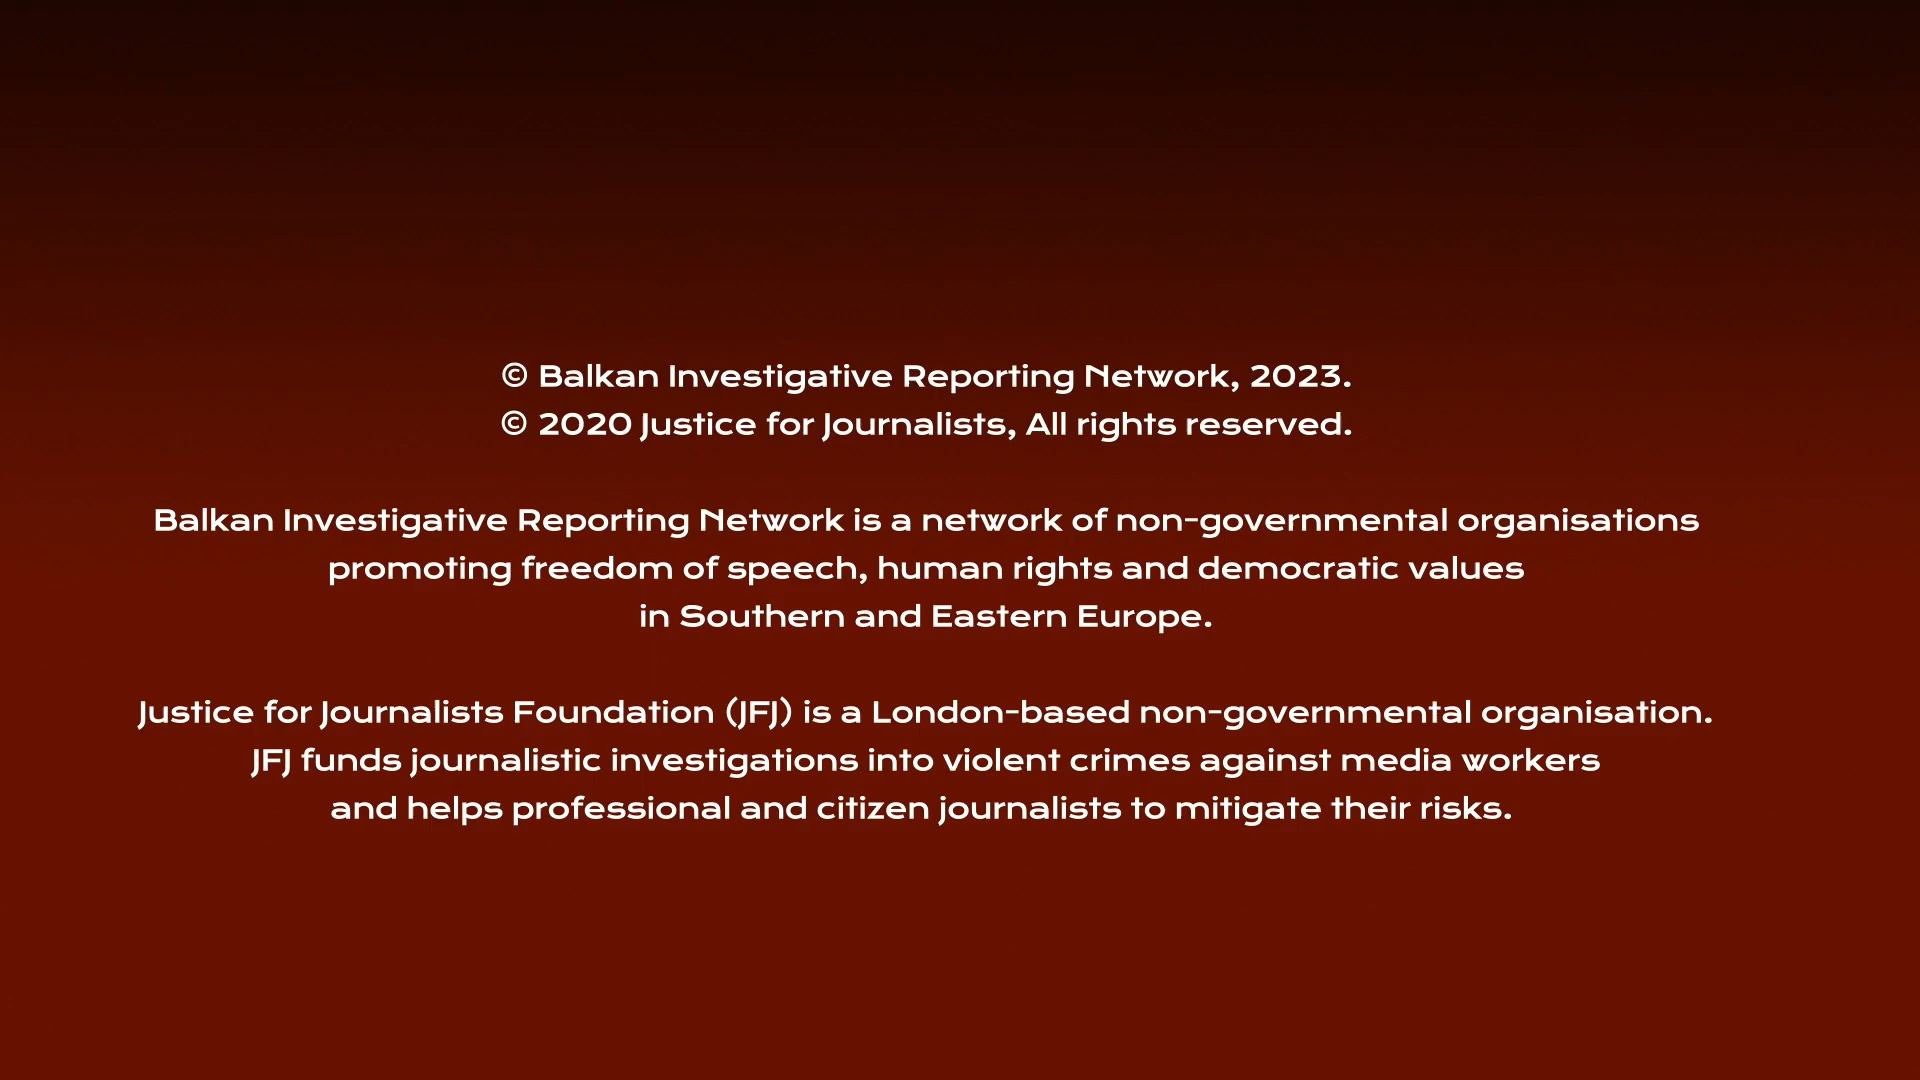 © Balkan Investigative Reporting Network, 2023.
© 2020 Justice for Journalists, All rights reserved.
Balkan Investigative Reporting Network is a network of non-governmental organisations
promoting freedom of speech, human rights and democratic values
in Southern and Eastern Europe.
Justice for Journalists Foundation (JFJ) is a London-based non-governmental organisation.
JFJ funds journalistic investigations into violent crimes against media workers
and helps professional and citizen journalists to mitigate their risks.